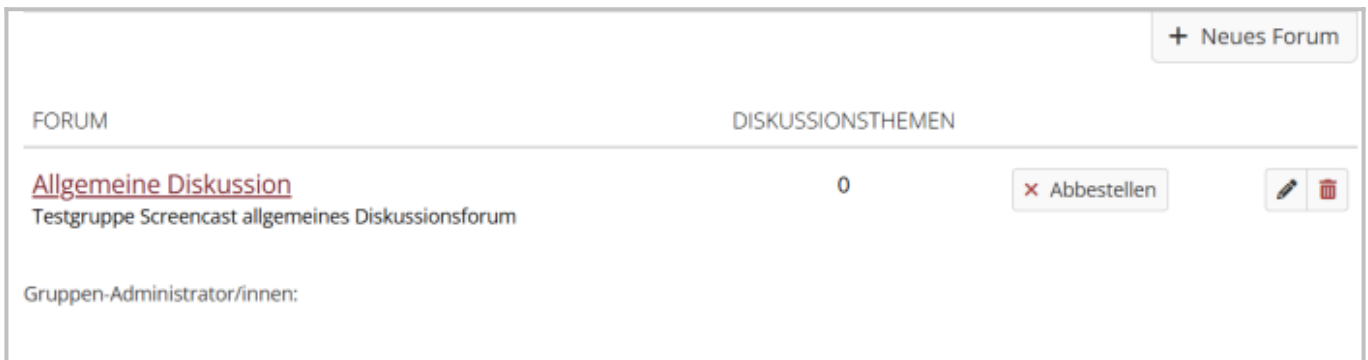 + Neues Forum
FORUM DISKUSSIONSTHEMEN
Allgemeine Diskussion 0 × Abbestellen
Testgruppe Screencast allgemeines Diskussionsforum
Gruppen-Administrator/innen: